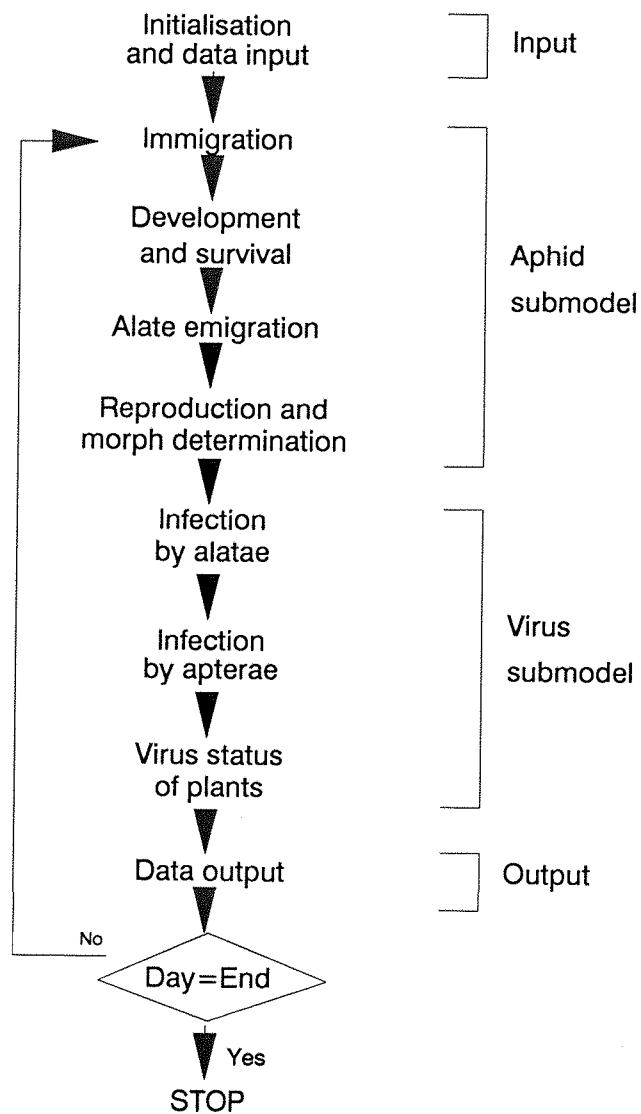 Initialisation
and data input
Input
Immigration
Development
and survival
Aphid
submodel
Alate emigration
Reproduction and
morph determination
Infection
by alatae
Infection
by apterae
Virus
submodel
Virus status
of plants
Data output
Output
No
Day=End
Yes
STOP